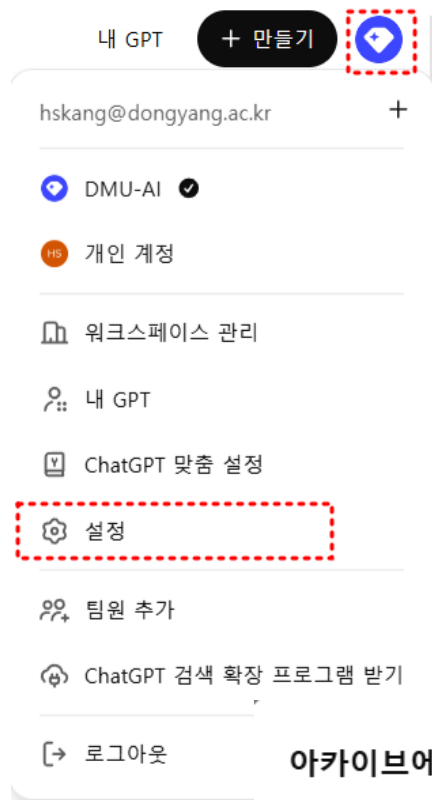 내 GPT + 만들기
hskang@dongyang.ac.kr +
DMU-AI
HS 개인 계정
워크스페이스 관리
내 GPT
ChatGPT 맞춤 설정
설정
팀원 추가
ChatGPT 검색 확장 프로그램 받기
로그아웃
아카이브에